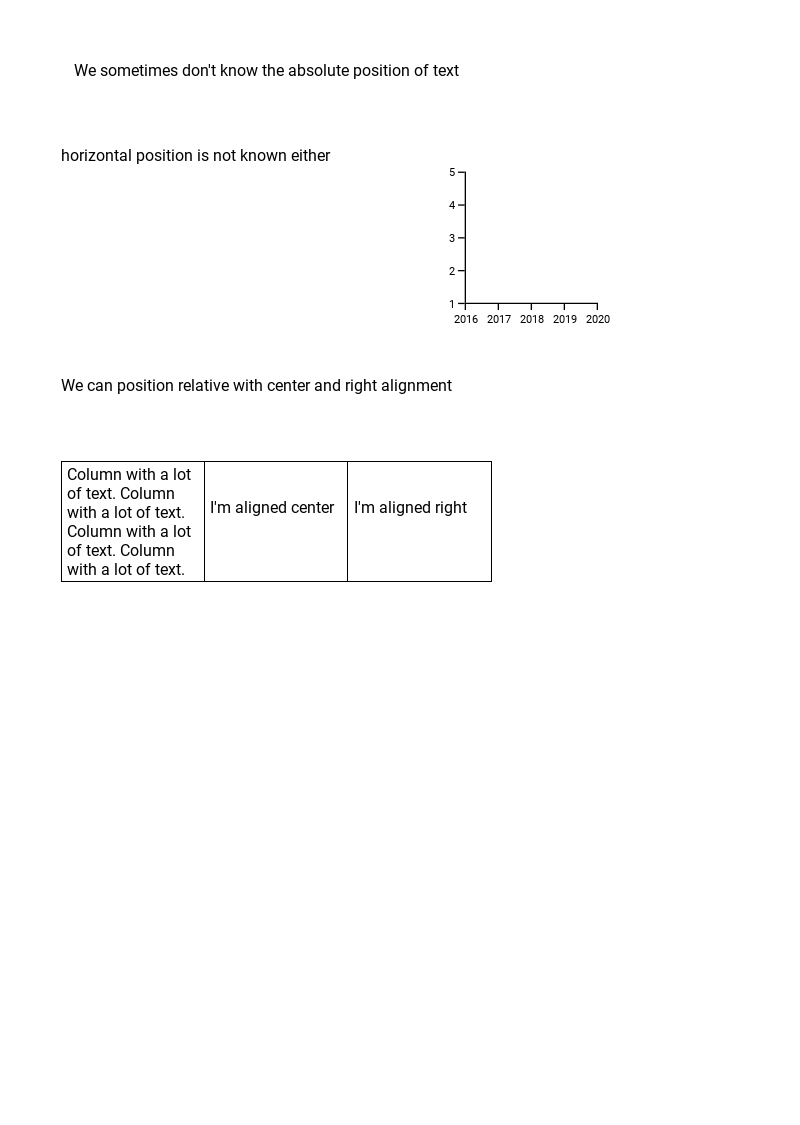 We sometimes don't know the absolute position of text
horizontal position is not known either
5
4
3
2
1
2016 2017 2018 2019 2020
We can position relative with center and right alignment
Column with a lot
of text. Column
with a lot of text.
Column with a lot
of text. Column
with a lot of text.
I'm aligned center
I'm aligned right